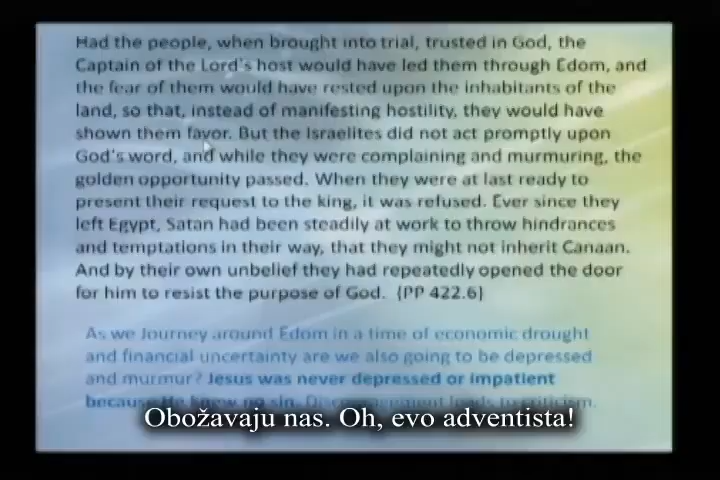 Had the people, when brought into trial, trusted in God, the
Captain of the Lord's host would have led them through Edom, and
the fear of them would have rested upon the inhabitants of the
land, so that, instead of manifesting hostility, they would have
shown them favor. But the Israelites did not act promptly upon
God's word, and while they were complaining and murmuring, the
golden opportunity passed. When they were at last ready to
present their request to the king, it was refused. Ever since they
left Egypt, Satan had been steadily at work to throw hindrances
and temptations in their way, that they might not inherit Canaan.
And by their own unbelief they had repeatedly opened the door
for him to resist the purpose of God. {PP 422.6}
As we Journey around Edom in a time of economic drought
and financial uncertainty are we also going to be depressed
and murmur? Jesus was never depressed or impatient
because He knew no sin. leads to criticism.
Obožavaju nas. Oh, evo adventista!